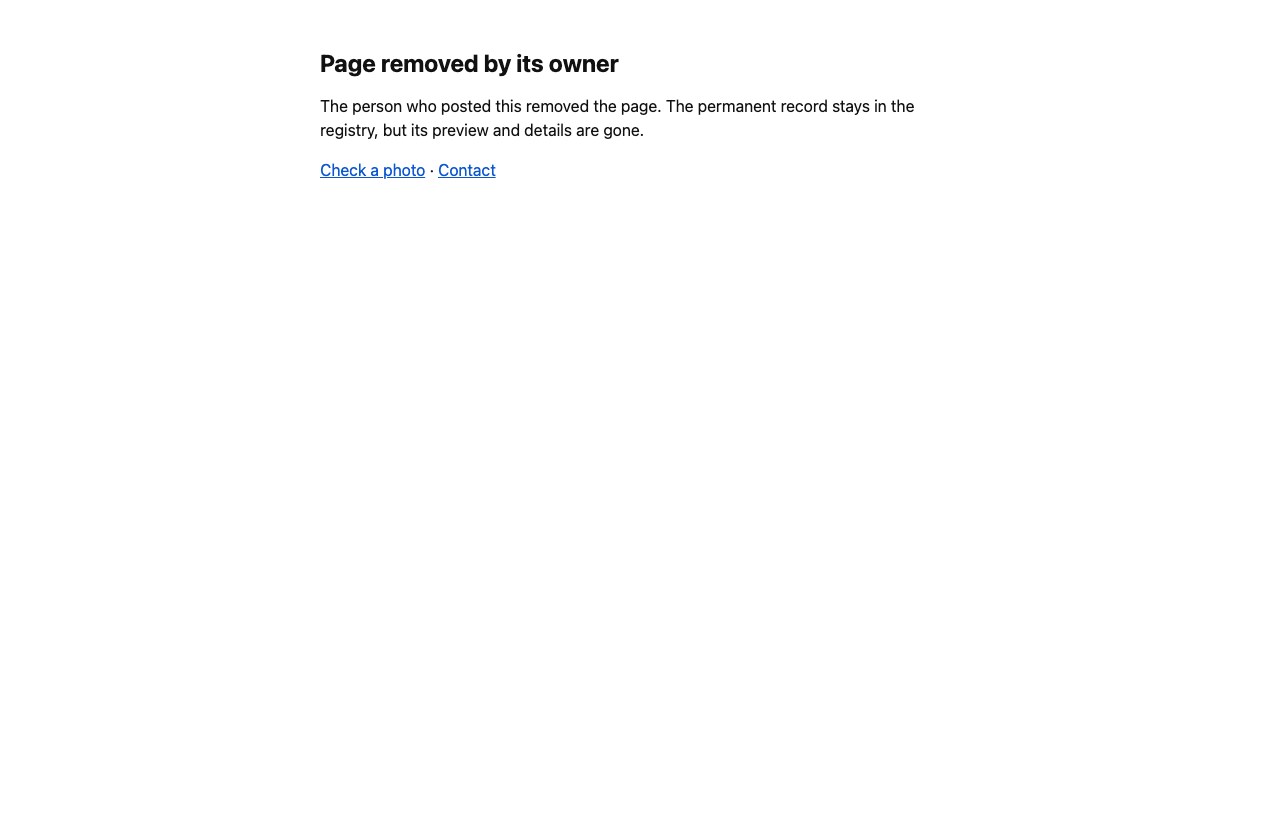 Page removed by its owner
The person who posted this removed the page. The permanent record stays in the
registry, but its preview and details are gone.
Check a photo · Contact